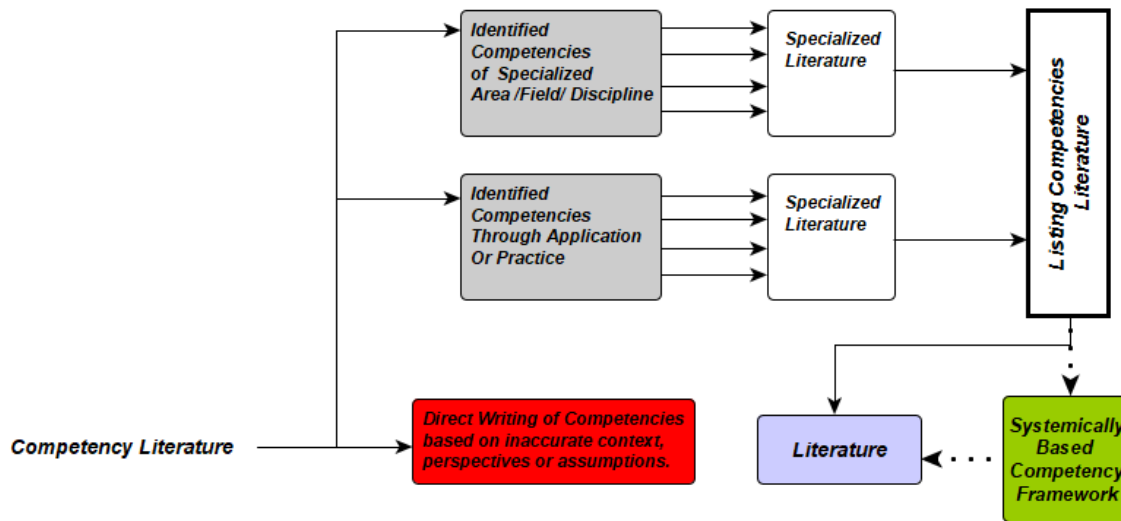 Identified
Competencies
of Specialized
Area /Field/ Discipline
Specialized
Literature
Listing Competencies
Literature
Identified
Competencies
Through Application
Or Practice
Specialized
Literature
Competency Literature
Direct Writing of Competencies
based on inaccurate context,
perspectives or assumptions.
Literature
Systemically
Based
Competency
Framework